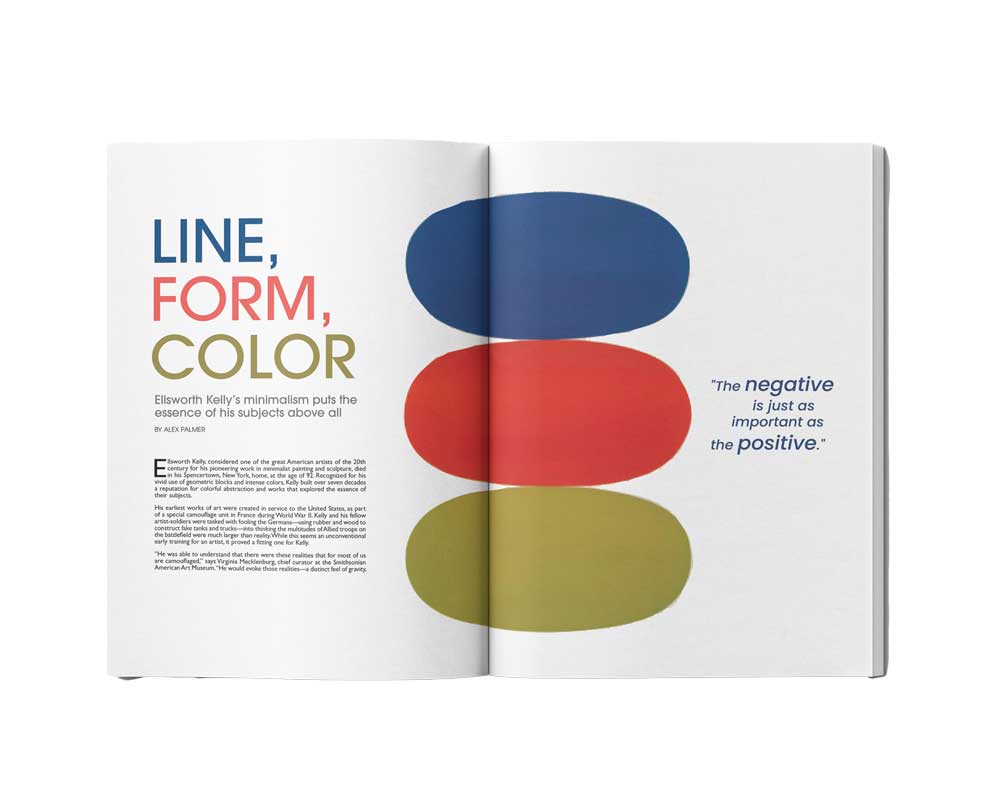 LINE,
FORM,
COLOR
Ellsworth Kelly's minimalism puts the
essence of his subjects above all
BY ALEX PALMER
Ellsworth Kelly, considered one of the great American artists of the 20th
century for his pioneering work in minimalist painting and sculpture, died
in his Spencertown, New York, home, at the age of 92. Recognized for his
vivid use of geometric blocks and intense colors, Kelly built over seven decades
a reputation for colorful abstraction and works that explored the essence of
their subjects.
His earliest works of art were created in service to the United States, as part
of a special camouflage unit in France during World War II. Kelly and his fellow
artist-soldiers were tasked with fooling the Germans—using rubber and wood to
construct fake tanks and trucks—into thinking the multitudes of Allied troops on
the battlefield were much larger than reality. While this seems an unconventional
early training for an artist, it proved a fitting one for Kelly.
"He was able to understand that there were these realities that for most of us
are camouflaged," says Virginia Mecklenburg, chief curator at the Smithsonian
American Art Museum. "He would evoke those realities—a distinct feel of gravity,
"The negative
is just as
important as
the positive."